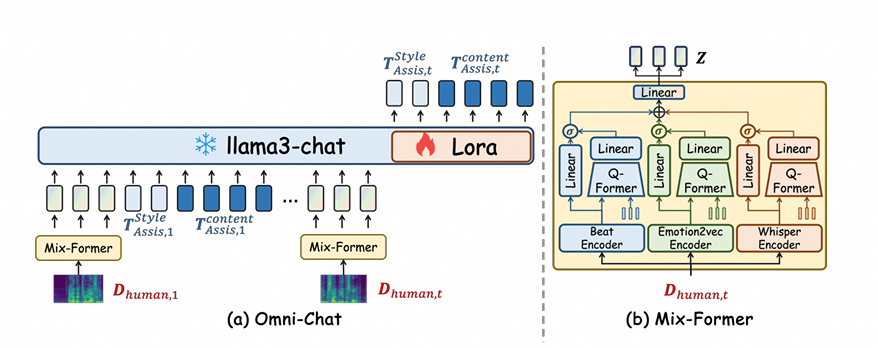 T^Style_Assis,t T^content_Assis,t
llama3-chat
Lora
T^Style_Assis,1 T^content_Assis,1
...
Mix-Former
Mix-Former
D_human,1
D_human,t
(a) Omni-Chat
Z
Linear
σ σ σ
Linear Linear Linear
Linear Q-Former Linear Q-Former Linear Q-Former
Beat Encoder
Emotion2vec Encoder
Whisper Encoder
D_human,t
(b) Mix-Former